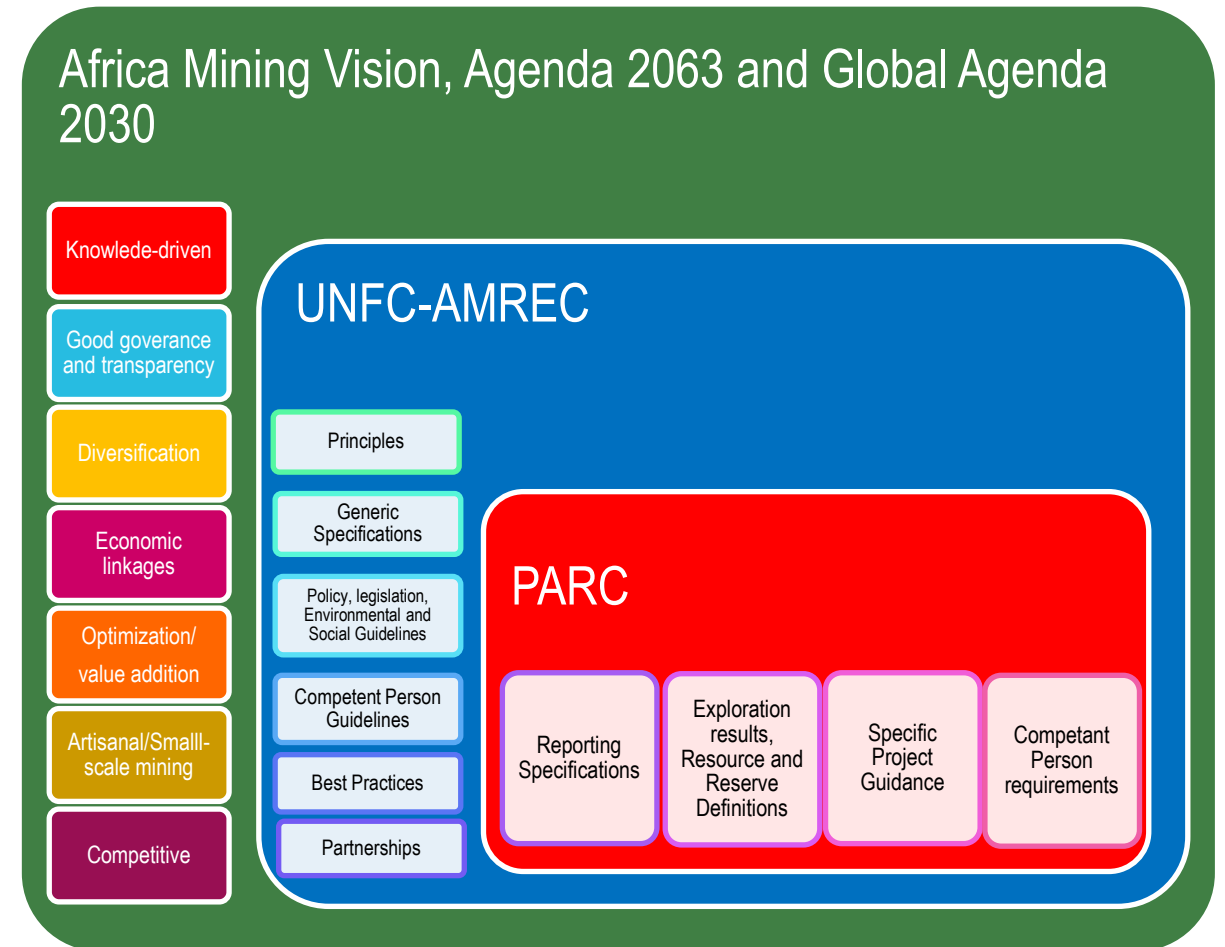 Africa Mining Vision, Agenda 2063 and Global Agenda
2030
Knowlede-driven
Good goverance
and transparency
Diversification
Economic
linkages
Optimization/
value addition
Artisanal/Smalll-
scale mining
Competitive
UNFC-AMREC
Principles
Generic
Specifications
Policy, legislation,
Environmental and
Social Guidelines
Competent Person
Guidelines
Best Practices
Partnerships
PARC
Reporting
Specifications
Exploration
results,
Resource and
Reserve
Definitions
Specific
Project
Guidance
Competant
Person
requirements